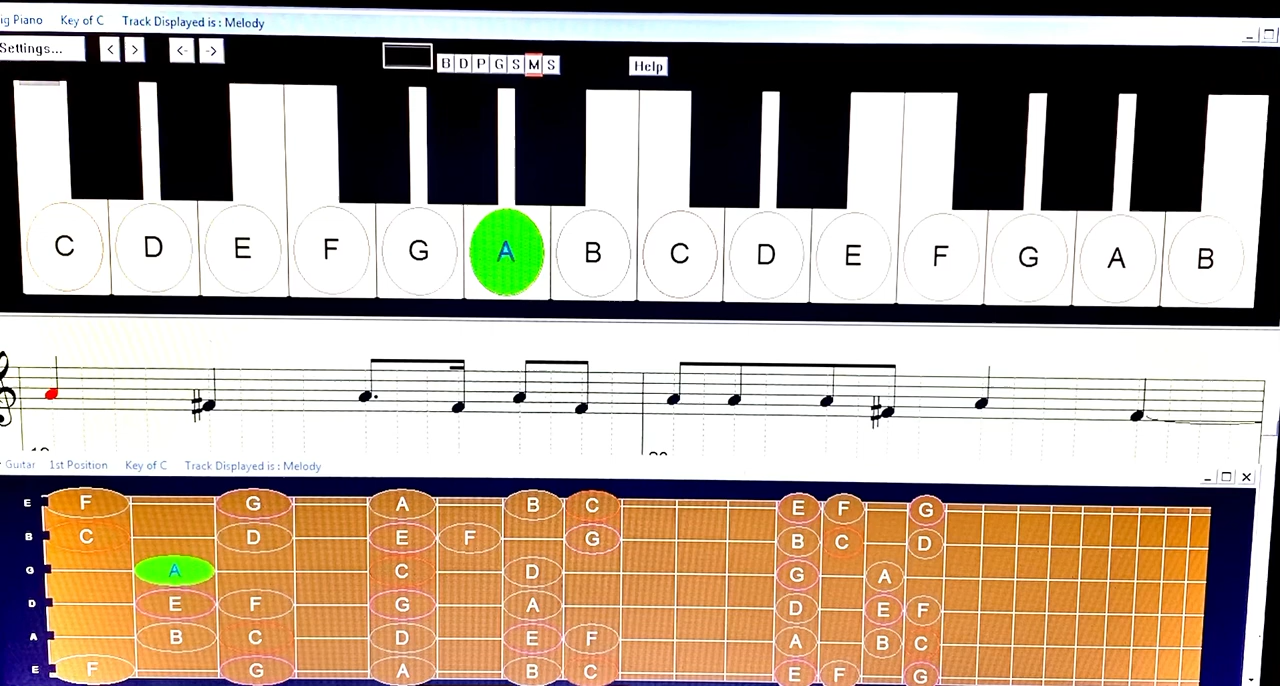 ig Piano Key of C Track Displayed is : Melody
Settings... < > <- ->
B D P G S M S
Help
C D E F G A B C D E F G A B
Guitar 1st Position Key of C Track Displayed is : Melody
E F G A B C E F G
B C D E F G B C D
G A C D G A
D E F G A D E F
A B C D E F A B C
E F G A B C E F G